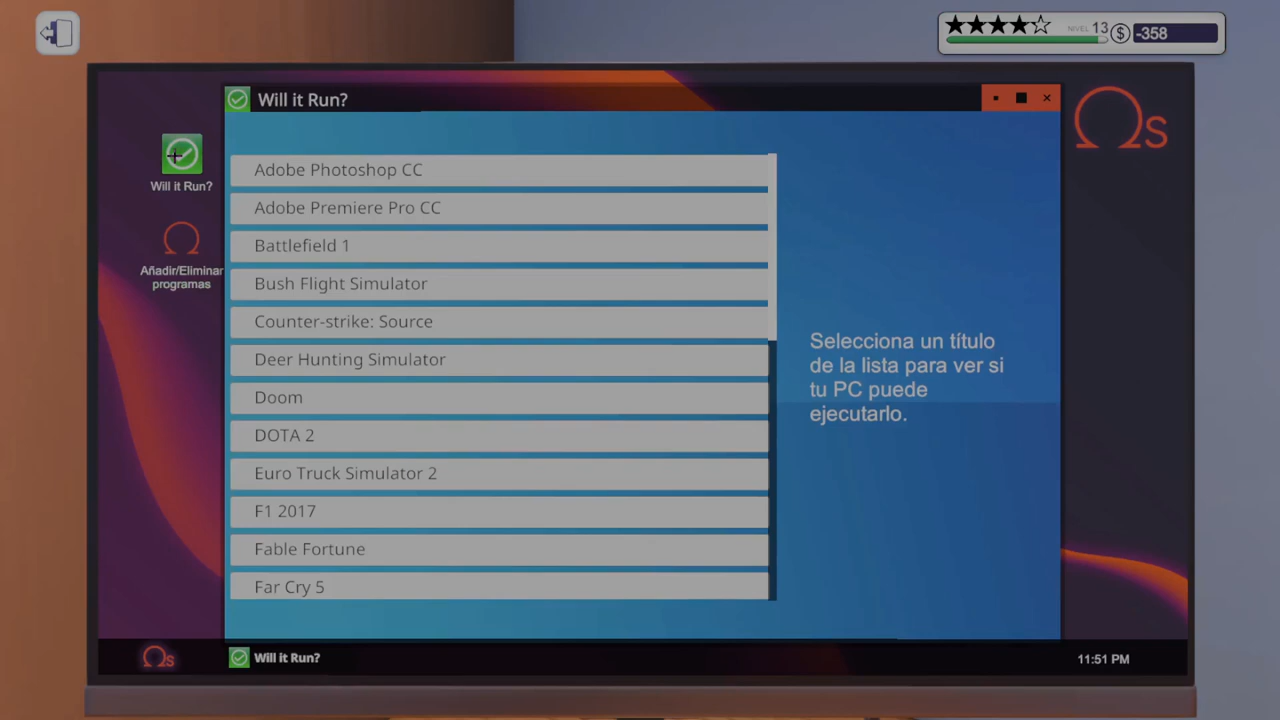 NIVEL 13
$ -358
Will it Run?
Ωs
Will it Run?
Añadir/Eliminar
programas
Adobe Photoshop CC
Adobe Premiere Pro CC
Battlefield 1
Bush Flight Simulator
Counter-strike: Source
Deer Hunting Simulator
Doom
DOTA 2
Euro Truck Simulator 2
F1 2017
Fable Fortune
Far Cry 5
Selecciona un título
de la lista para ver si
tu PC puede
ejecutarlo.
Ωs
Will it Run?
11:51 PM